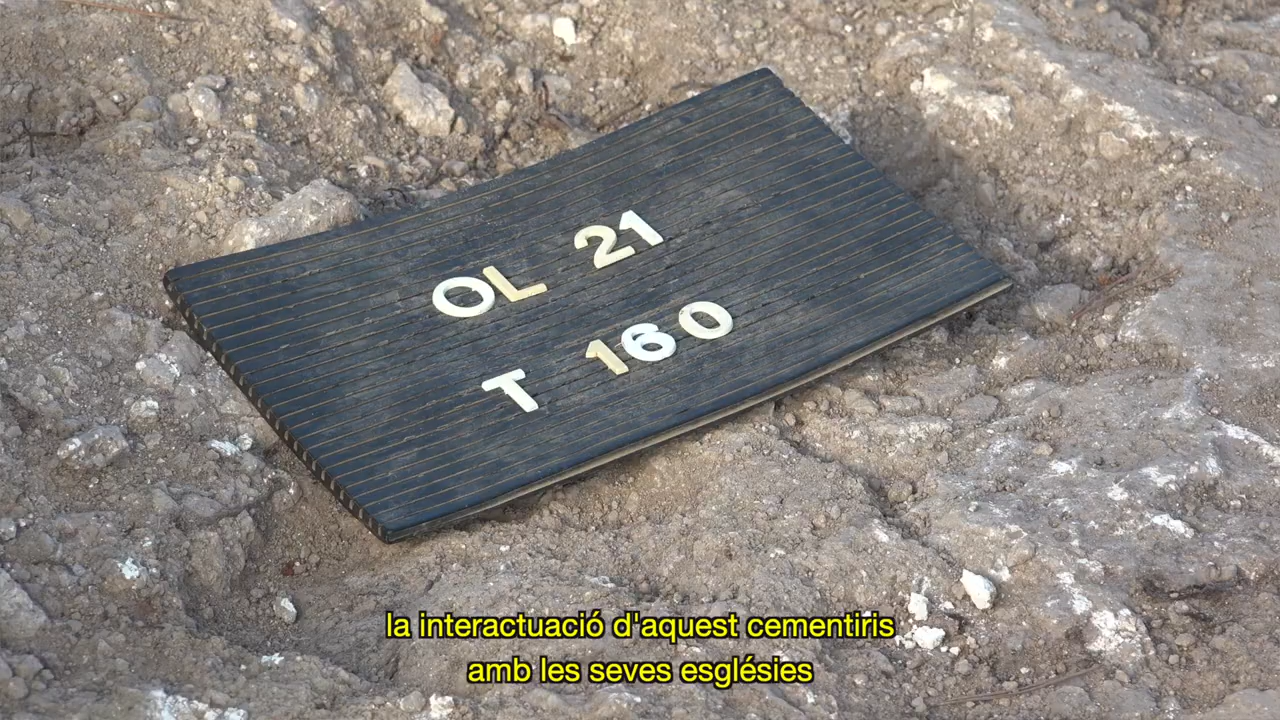 OL 21
T 160
la interactuació d'aquest cementiris
amb les seves esglésies